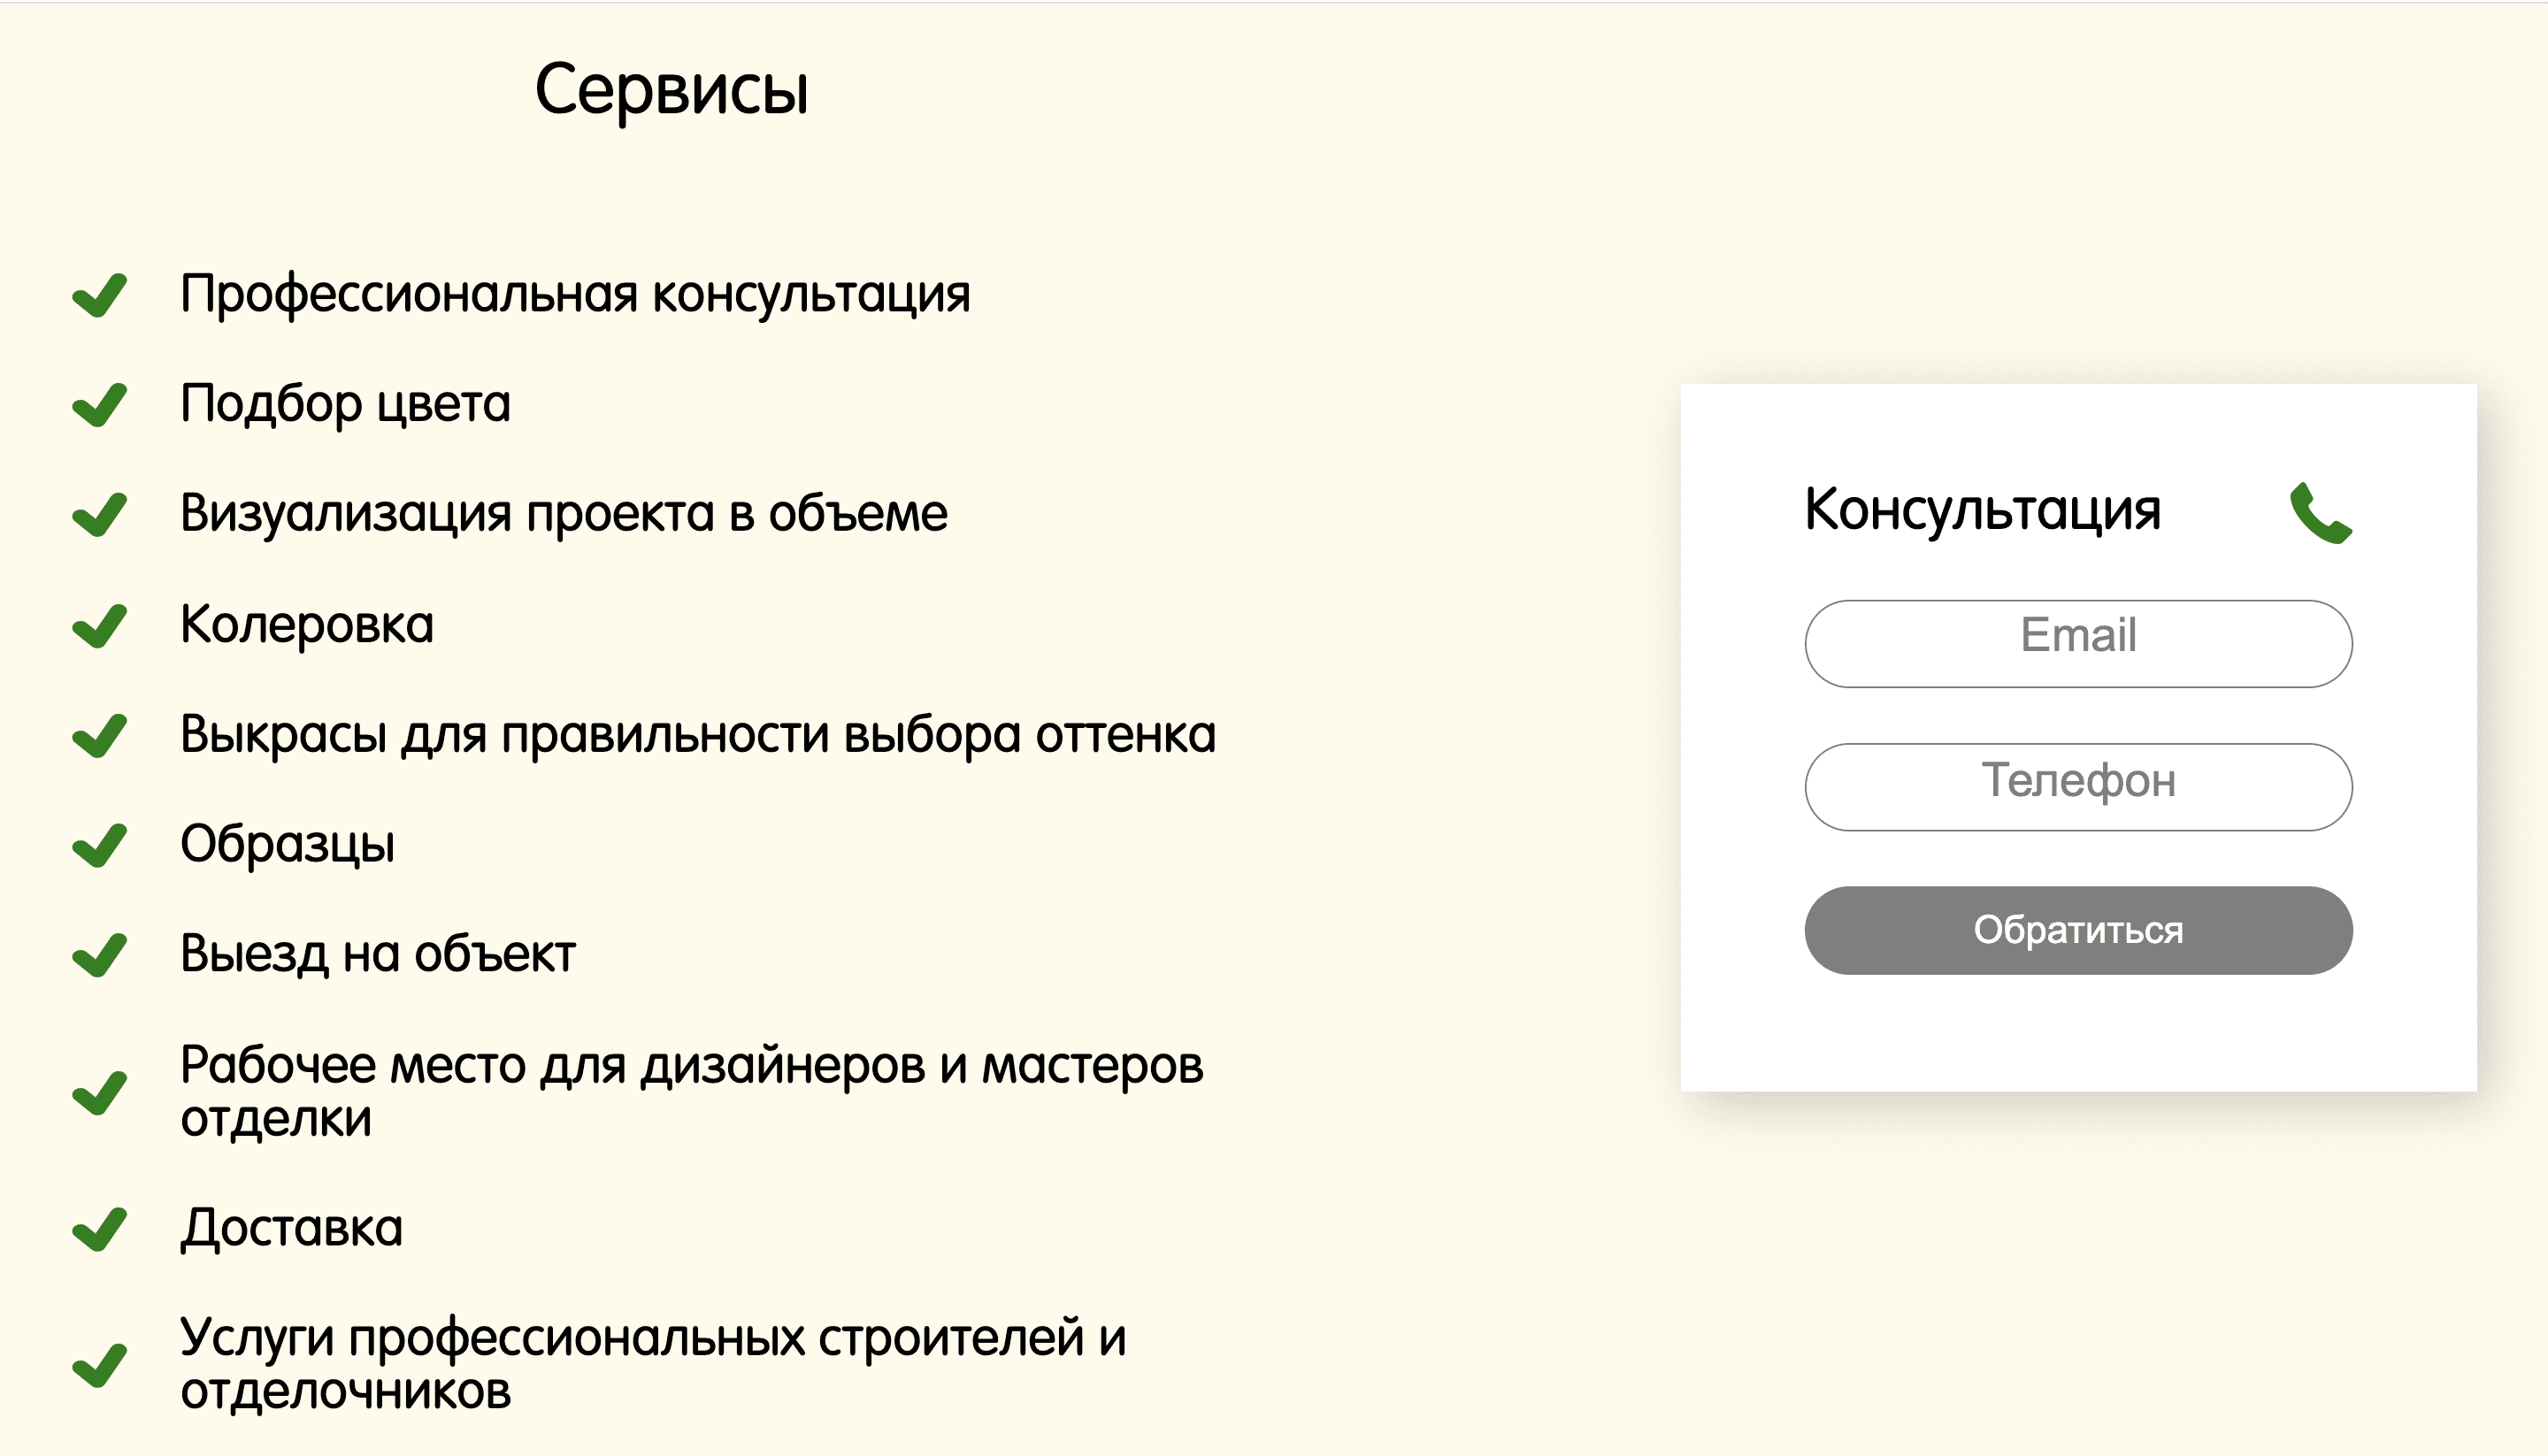 Сервисы
Профессиональная консультация
Подбор цвета
Визуализация проекта в объеме
Колеровка
Выкрасы для правильности выбора оттенка
Образцы
Выезд на объект
Рабочее место для дизайнеров и мастеров
отделки
Доставка
Услуги профессиональных строителей и
отделочников
Консультация
Email
Телефон
Обратиться